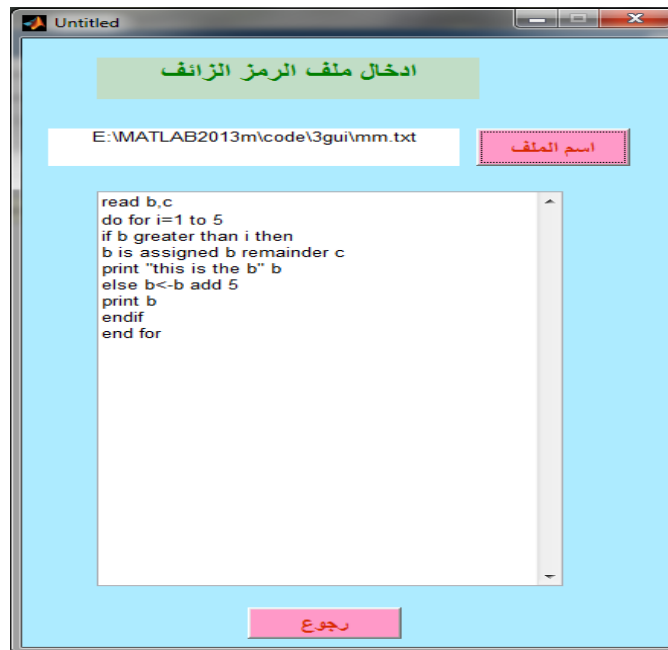 Untitled
ادخال ملف الرمز الزائف
E:\MATLAB2013m\code\3gui\mm.txt
اسم الملف
read b,c
do for i=1 to 5
if b greater than i then
b is assigned b remainder c
print "this is the b" b
else b<-b add 5
print b
endif
end for
رجوع